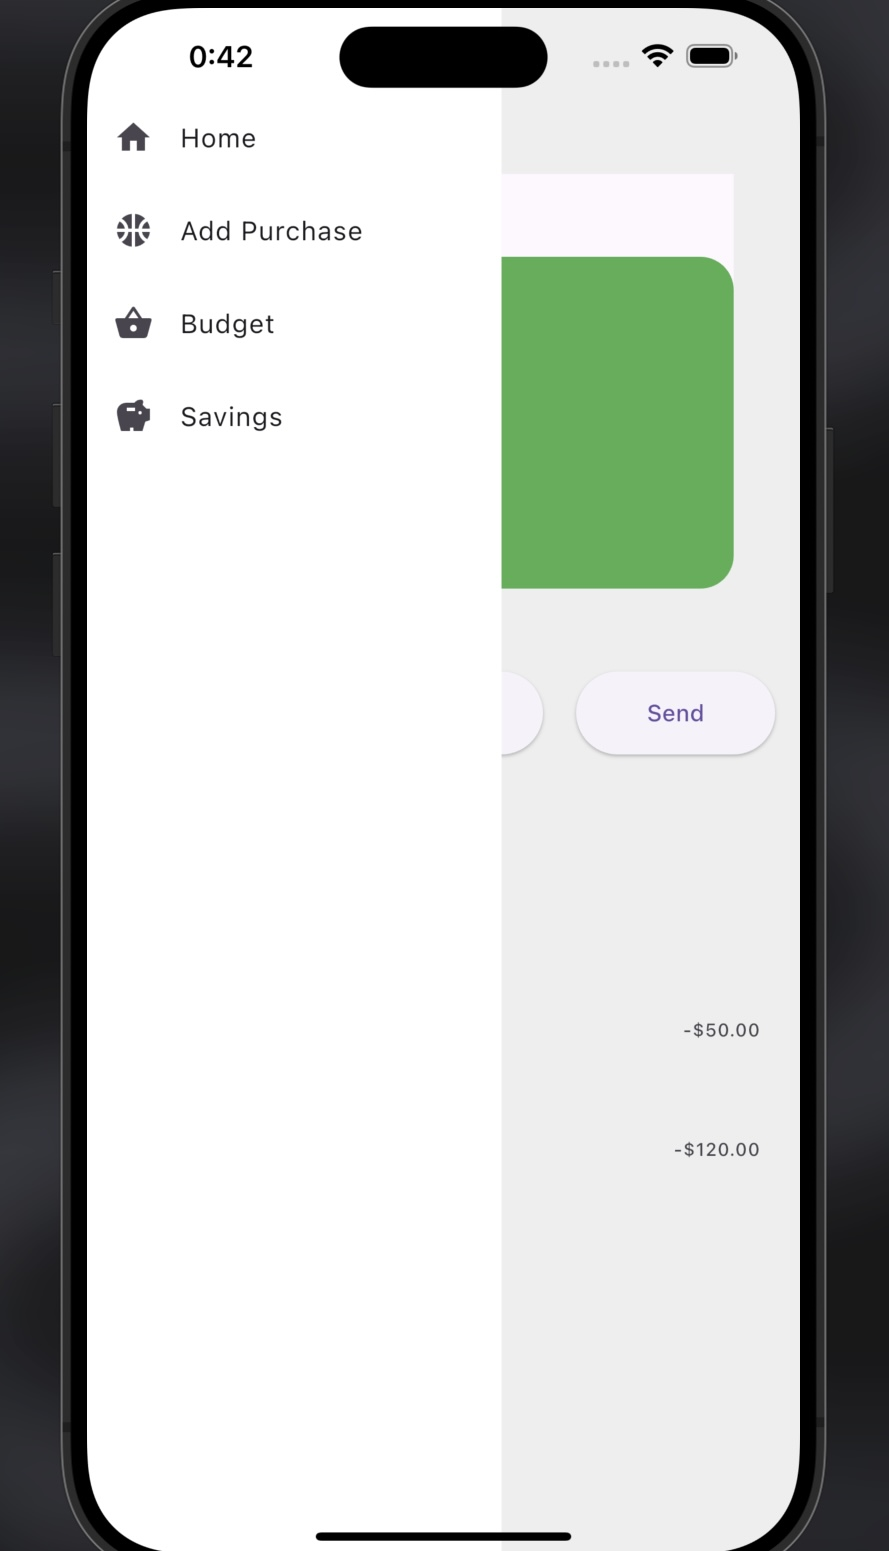 0:42
Home
Add Purchase
Budget
Savings
Send
-$50.00
-$120.00